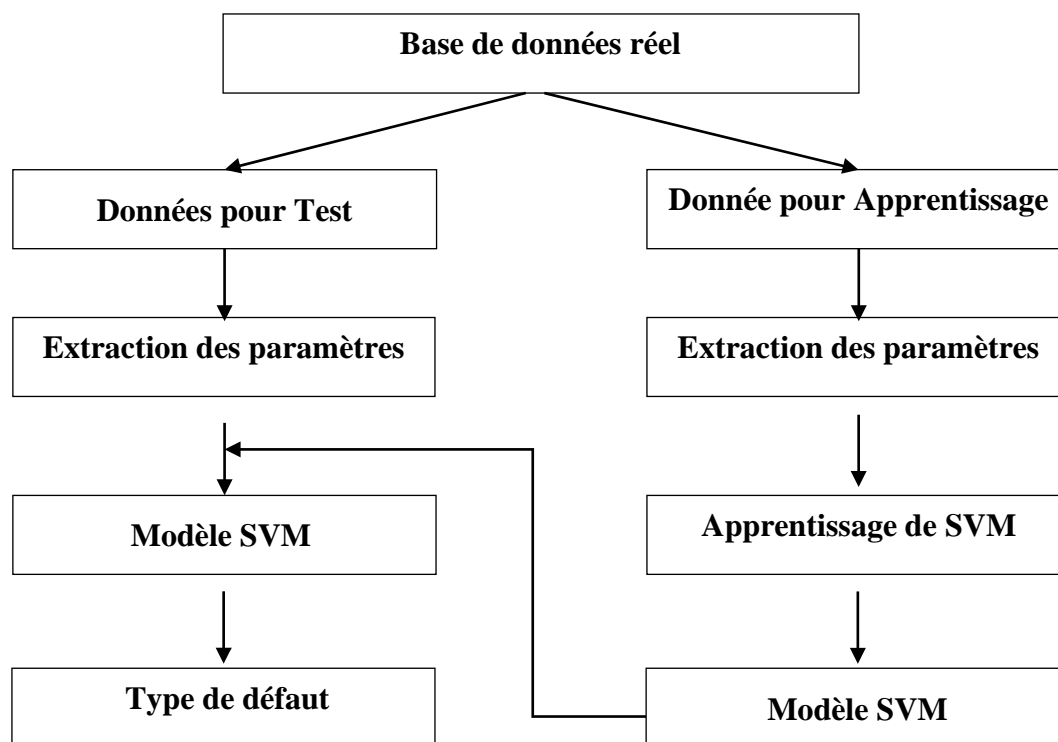 Base de données réel
Données pour Test
Donnée pour Apprentissage
Extraction des paramètres
Extraction des paramètres
Modèle SVM
Apprentissage de SVM
Type de défaut
Modèle SVM